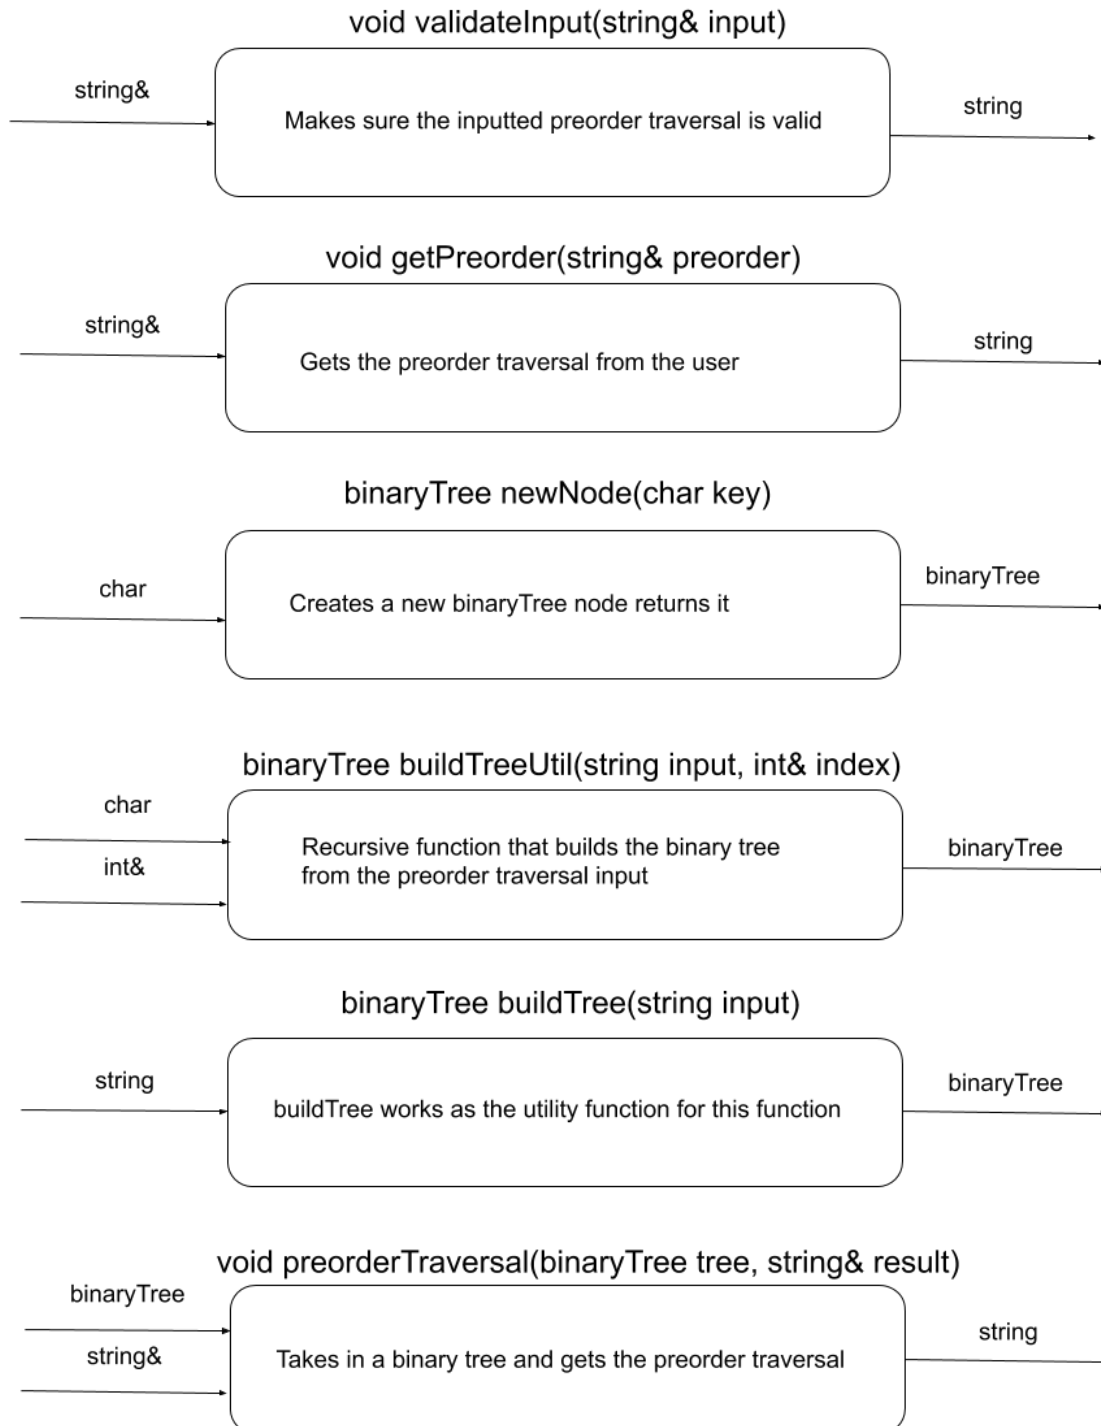 void validateInput(string& input)
string&
Makes sure the inputted preorder traversal is valid
string
void getPreorder(string& preorder)
string&
Gets the preorder traversal from the user
string
binaryTree newNode(char key)
char
Creates a new binaryTree node returns it
binaryTree
binaryTree buildTreeUtil(string input, int& index)
char
int&
Recursive function that builds the binary tree
from the preorder traversal input
binaryTree
binaryTree buildTree(string input)
string
buildTree works as the utility function for this function
binaryTree
void preorderTraversal(binaryTree tree, string& result)
binaryTree
string&
Takes in a binary tree and gets the preorder traversal
string